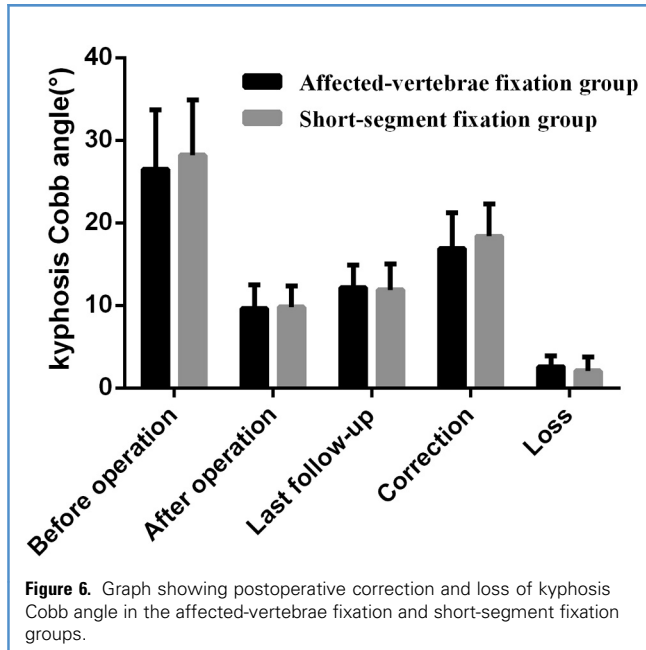 kyphosis Cobb angle(°)
40
30
20
10
0
Affected-vertebrae fixation group
Short-segment fixation group
Before operation
After operation
Last follow-up
Correction
Loss
Figure 6. Graph showing postoperative correction and loss of kyphosis
Cobb angle in the affected-vertebrae fixation and short-segment fixation
groups.